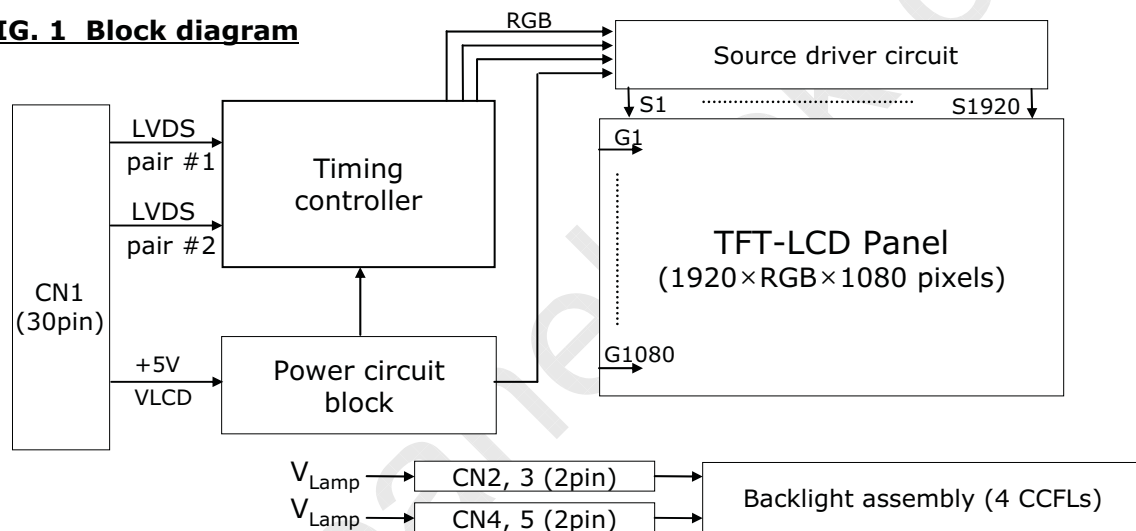 IG. 1 Block diagram
RGB
Source driver circuit
S1
S1920
LVDS
pair #1
Timing
controller
G1
LVDS
pair #2
TFT-LCD Panel
(1920×RGB×1080 pixels)
CN1
(30pin)
G1080
+5V
VLCD
Power circuit
block
VLamp
CN2, 3 (2pin)
Backlight assembly (4 CCFLs)
VLamp
CN4, 5 (2pin)